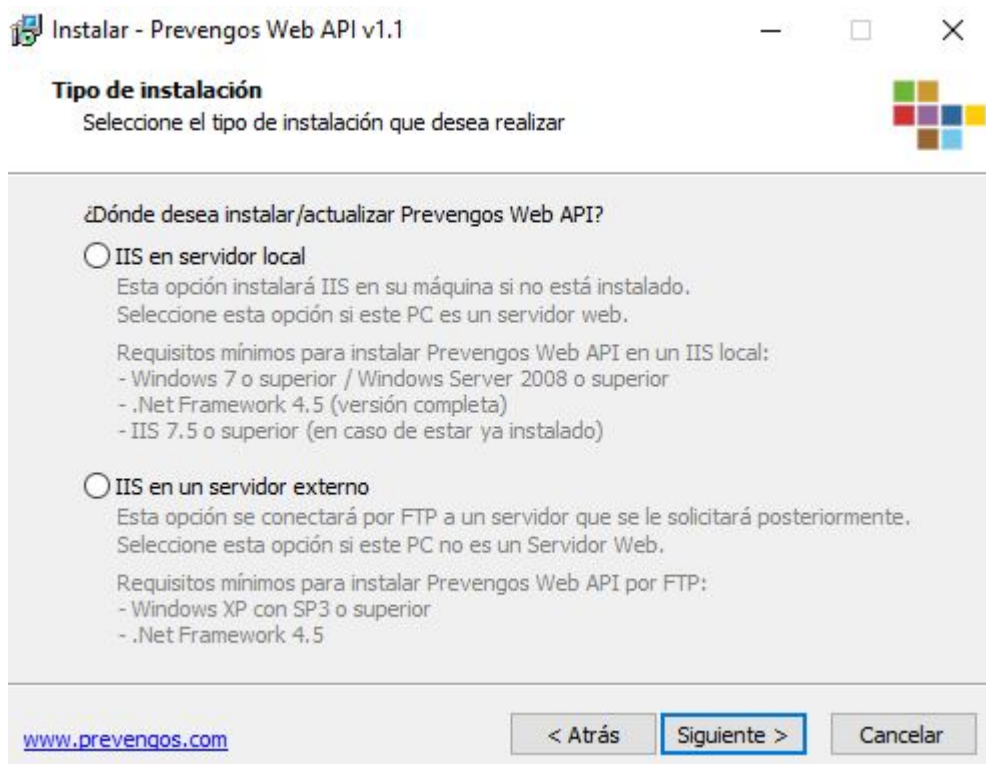 Instalar - Prevengos Web API v1.1
Tipo de instalación
Seleccione el tipo de instalación que desea realizar
¿Dónde desea instalar/actualizar Prevengos Web API?
IIS en servidor local
Esta opción instalará IIS en su máquina si no está instalado.
Seleccione esta opción si este PC es un servidor web.
Requisitos mínimos para instalar Prevengos Web API en un IIS local:
- Windows 7 o superior / Windows Server 2008 o superior
- .Net Framework 4.5 (versión completa)
- IIS 7.5 o superior (en caso de estar ya instalado)
IIS en un servidor externo
Esta opción se conectará por FTP a un servidor que se le solicitará posteriormente.
Seleccione esta opción si este PC no es un Servidor Web.
Requisitos mínimos para instalar Prevengos Web API por FTP:
- Windows XP con SP3 o superior
- .Net Framework 4.5
www.prevengos.com
< Atrás
Siguiente >
Cancelar